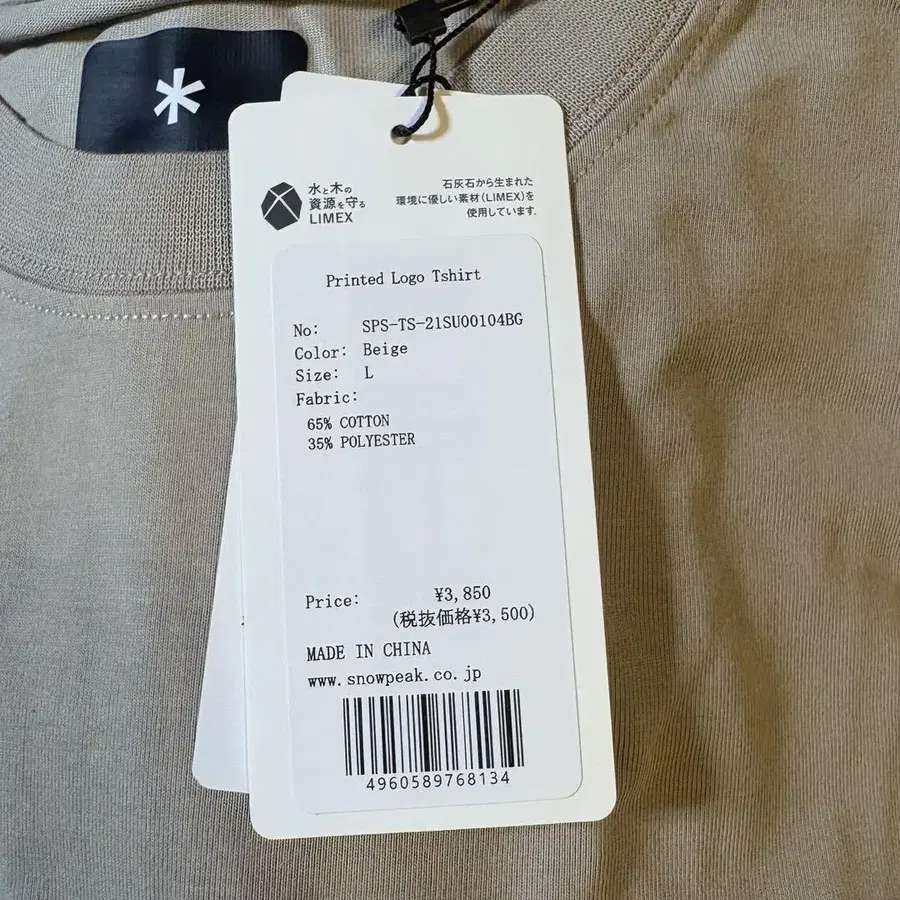 水と木の
資源を守る
LIMEX
石灰石から生まれた
環境に優しい素材(LIMEX)を
使用しています。
Printed Logo Tshirt
No: SPS-TS-21SU00104BG
Color: Beige
Size: L
Fabric:
65% COTTON
35% POLYESTER
Price: ¥3,850
(税抜価格¥3,500)
MADE IN CHINA
www.snowpeak.co.jp
4960589768134